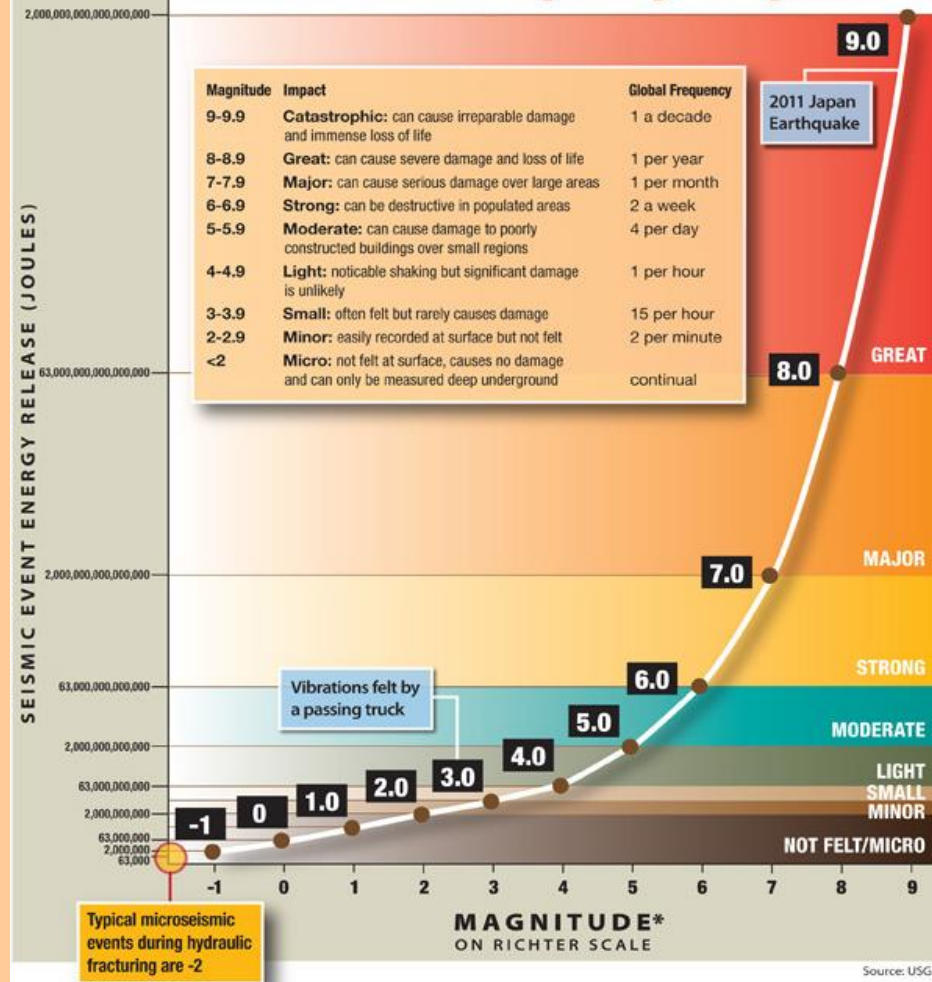 2,000,000,000,000,000,000
9.0
2011 Japan
Earthquake
Magnitude Impact Global Frequency
9-9.9 Catastrophic: can cause irreparable damage 1 a decade
and immense loss of life
8-8.9 Great: can cause severe damage and loss of life 1 per year
7-7.9 Major: can cause serious damage over large areas 1 per month
6-6.9 Strong: can be destructive in populated areas 2 a week
5-5.9 Moderate: can cause damage to poorly 4 per day
constructed buildings over small regions
4-4.9 Light: noticable shaking but significant damage 1 per hour
is unlikely
3-3.9 Small: often felt but rarely causes damage 15 per hour
2-2.9 Minor: easily recorded at surface but not felt 2 per minute
<2 Micro: not felt at surface, causes no damage
and can only be measured deep underground continual
SEISMIC EVENT ENERGY RELEASE (JOULES)
GREAT
63,000,000,000,000,000
8.0
MAJOR
2,000,000,000,000,000
7.0
STRONG
63,000,000,000,000
6.0
Vibrations felt by
a passing truck
5.0
MODERATE
2,000,000,000,000
4.0
LIGHT
63,000,000,000
3.0
SMALL
2.0
MINOR
2,000,000,000
1.0
0
-1
63,000,000
2,000,000
63,000
NOT FELT/MICRO
-1 0 1 2 3 4 5 6 7 8 9
MAGNITUDE*
ON RICHTER SCALE
Typical microseismic
events during hydraulic
fracturing are -2
Source: USG